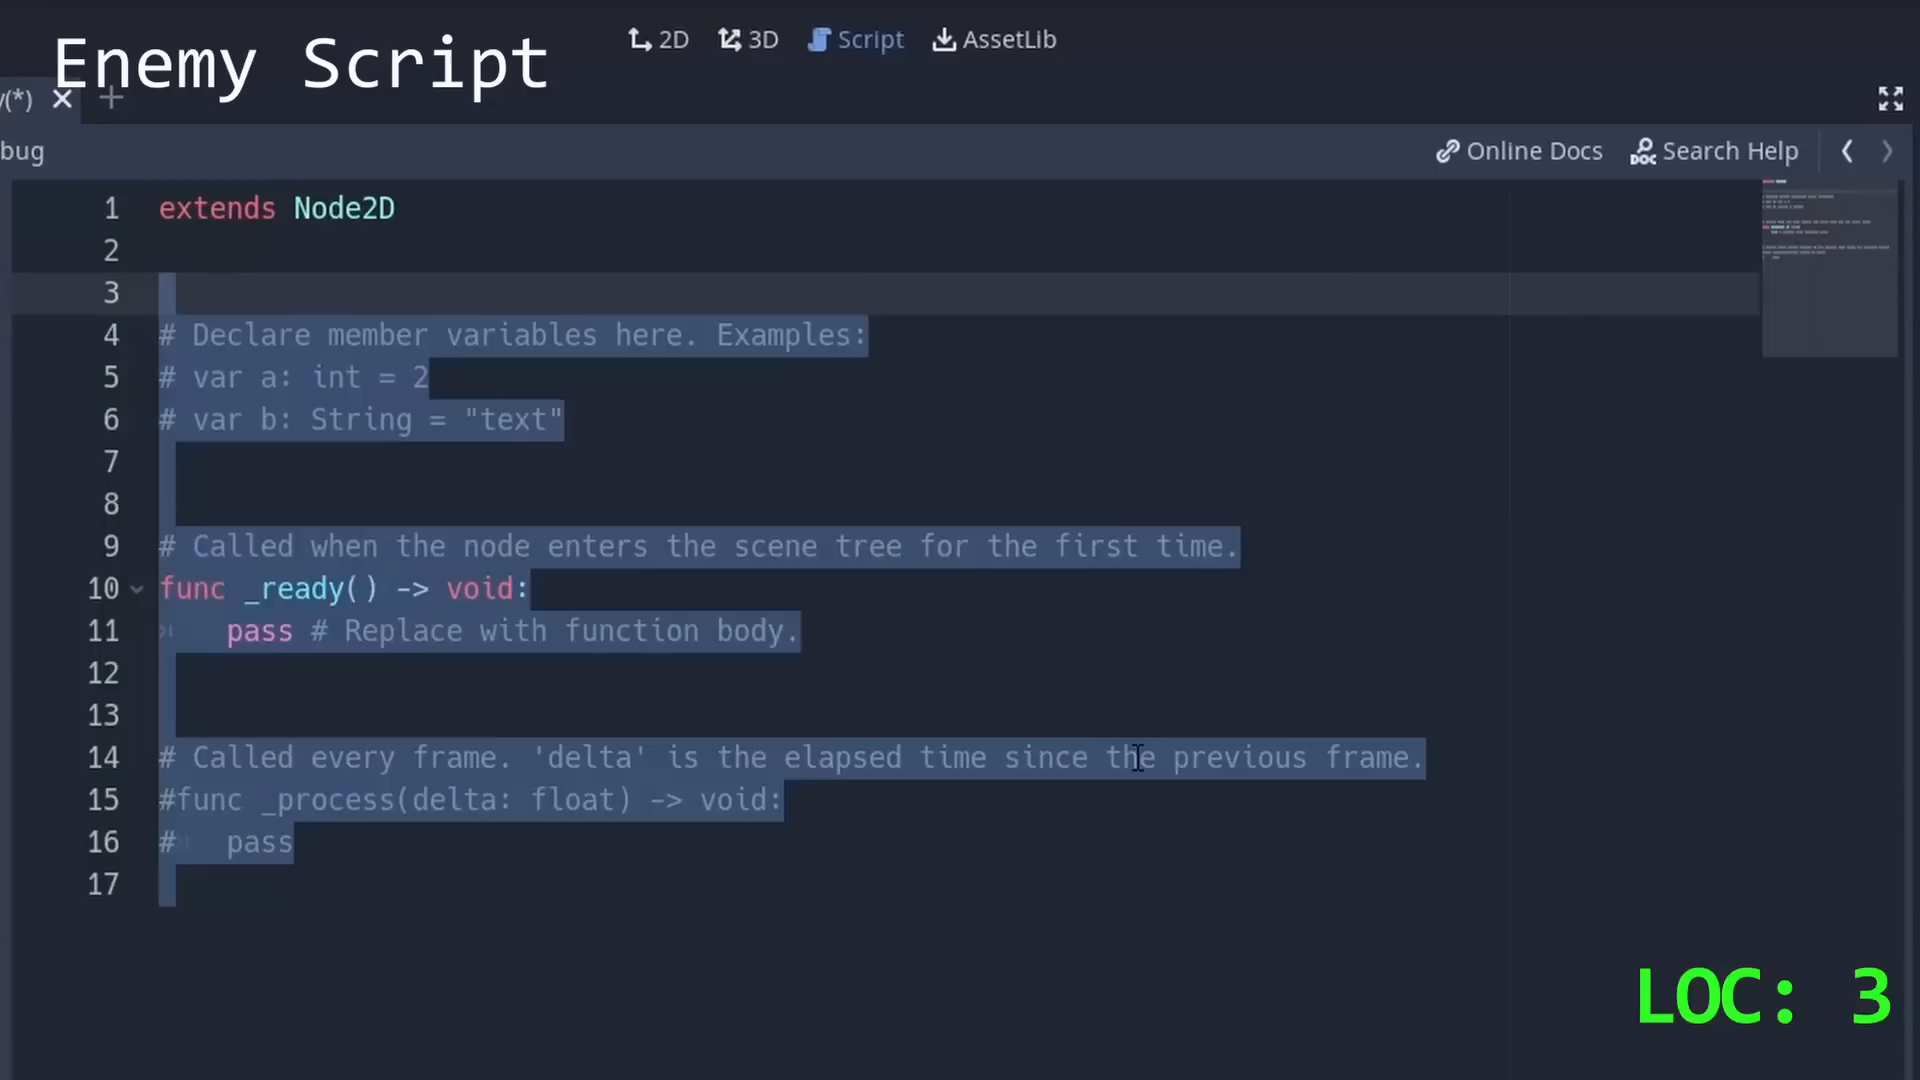 Enemy Script
2D 3D Script AssetLib
y(*)
bug
Online Docs DOC Search Help
1 extends Node2D
2
3
4 # Declare member variables here. Examples:
5 # var a: int = 2
6 # var b: String = "text"
7
8
9 # Called when the node enters the scene tree for the first time.
10 func _ready() -> void:
11 pass # Replace with function body.
12
13
14 # Called every frame. 'delta' is the elapsed time since the previous frame.
15 #func _process(delta: float) -> void:
16 # pass
17
LOC: 3